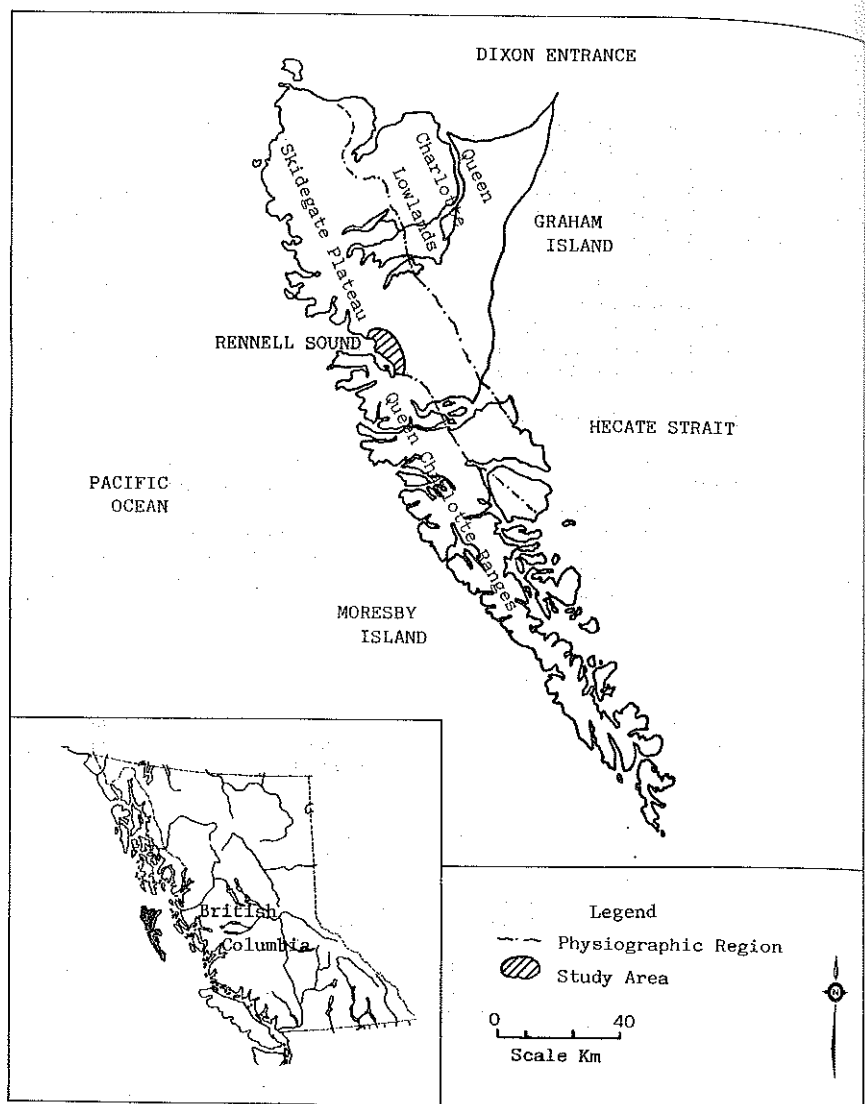 DIXON ENTRANCE
Queen
Charlotte
Lowlands
Skidegate Plateau
GRAHAM
ISLAND
RENNELL SOUND
HECATE STRAIT
Queen Charlotte Ranges
PACIFIC
OCEAN
MORESBY
ISLAND
British
Columbia
Legend
Physiographic Region
Study Area
0 40
Scale Km
N